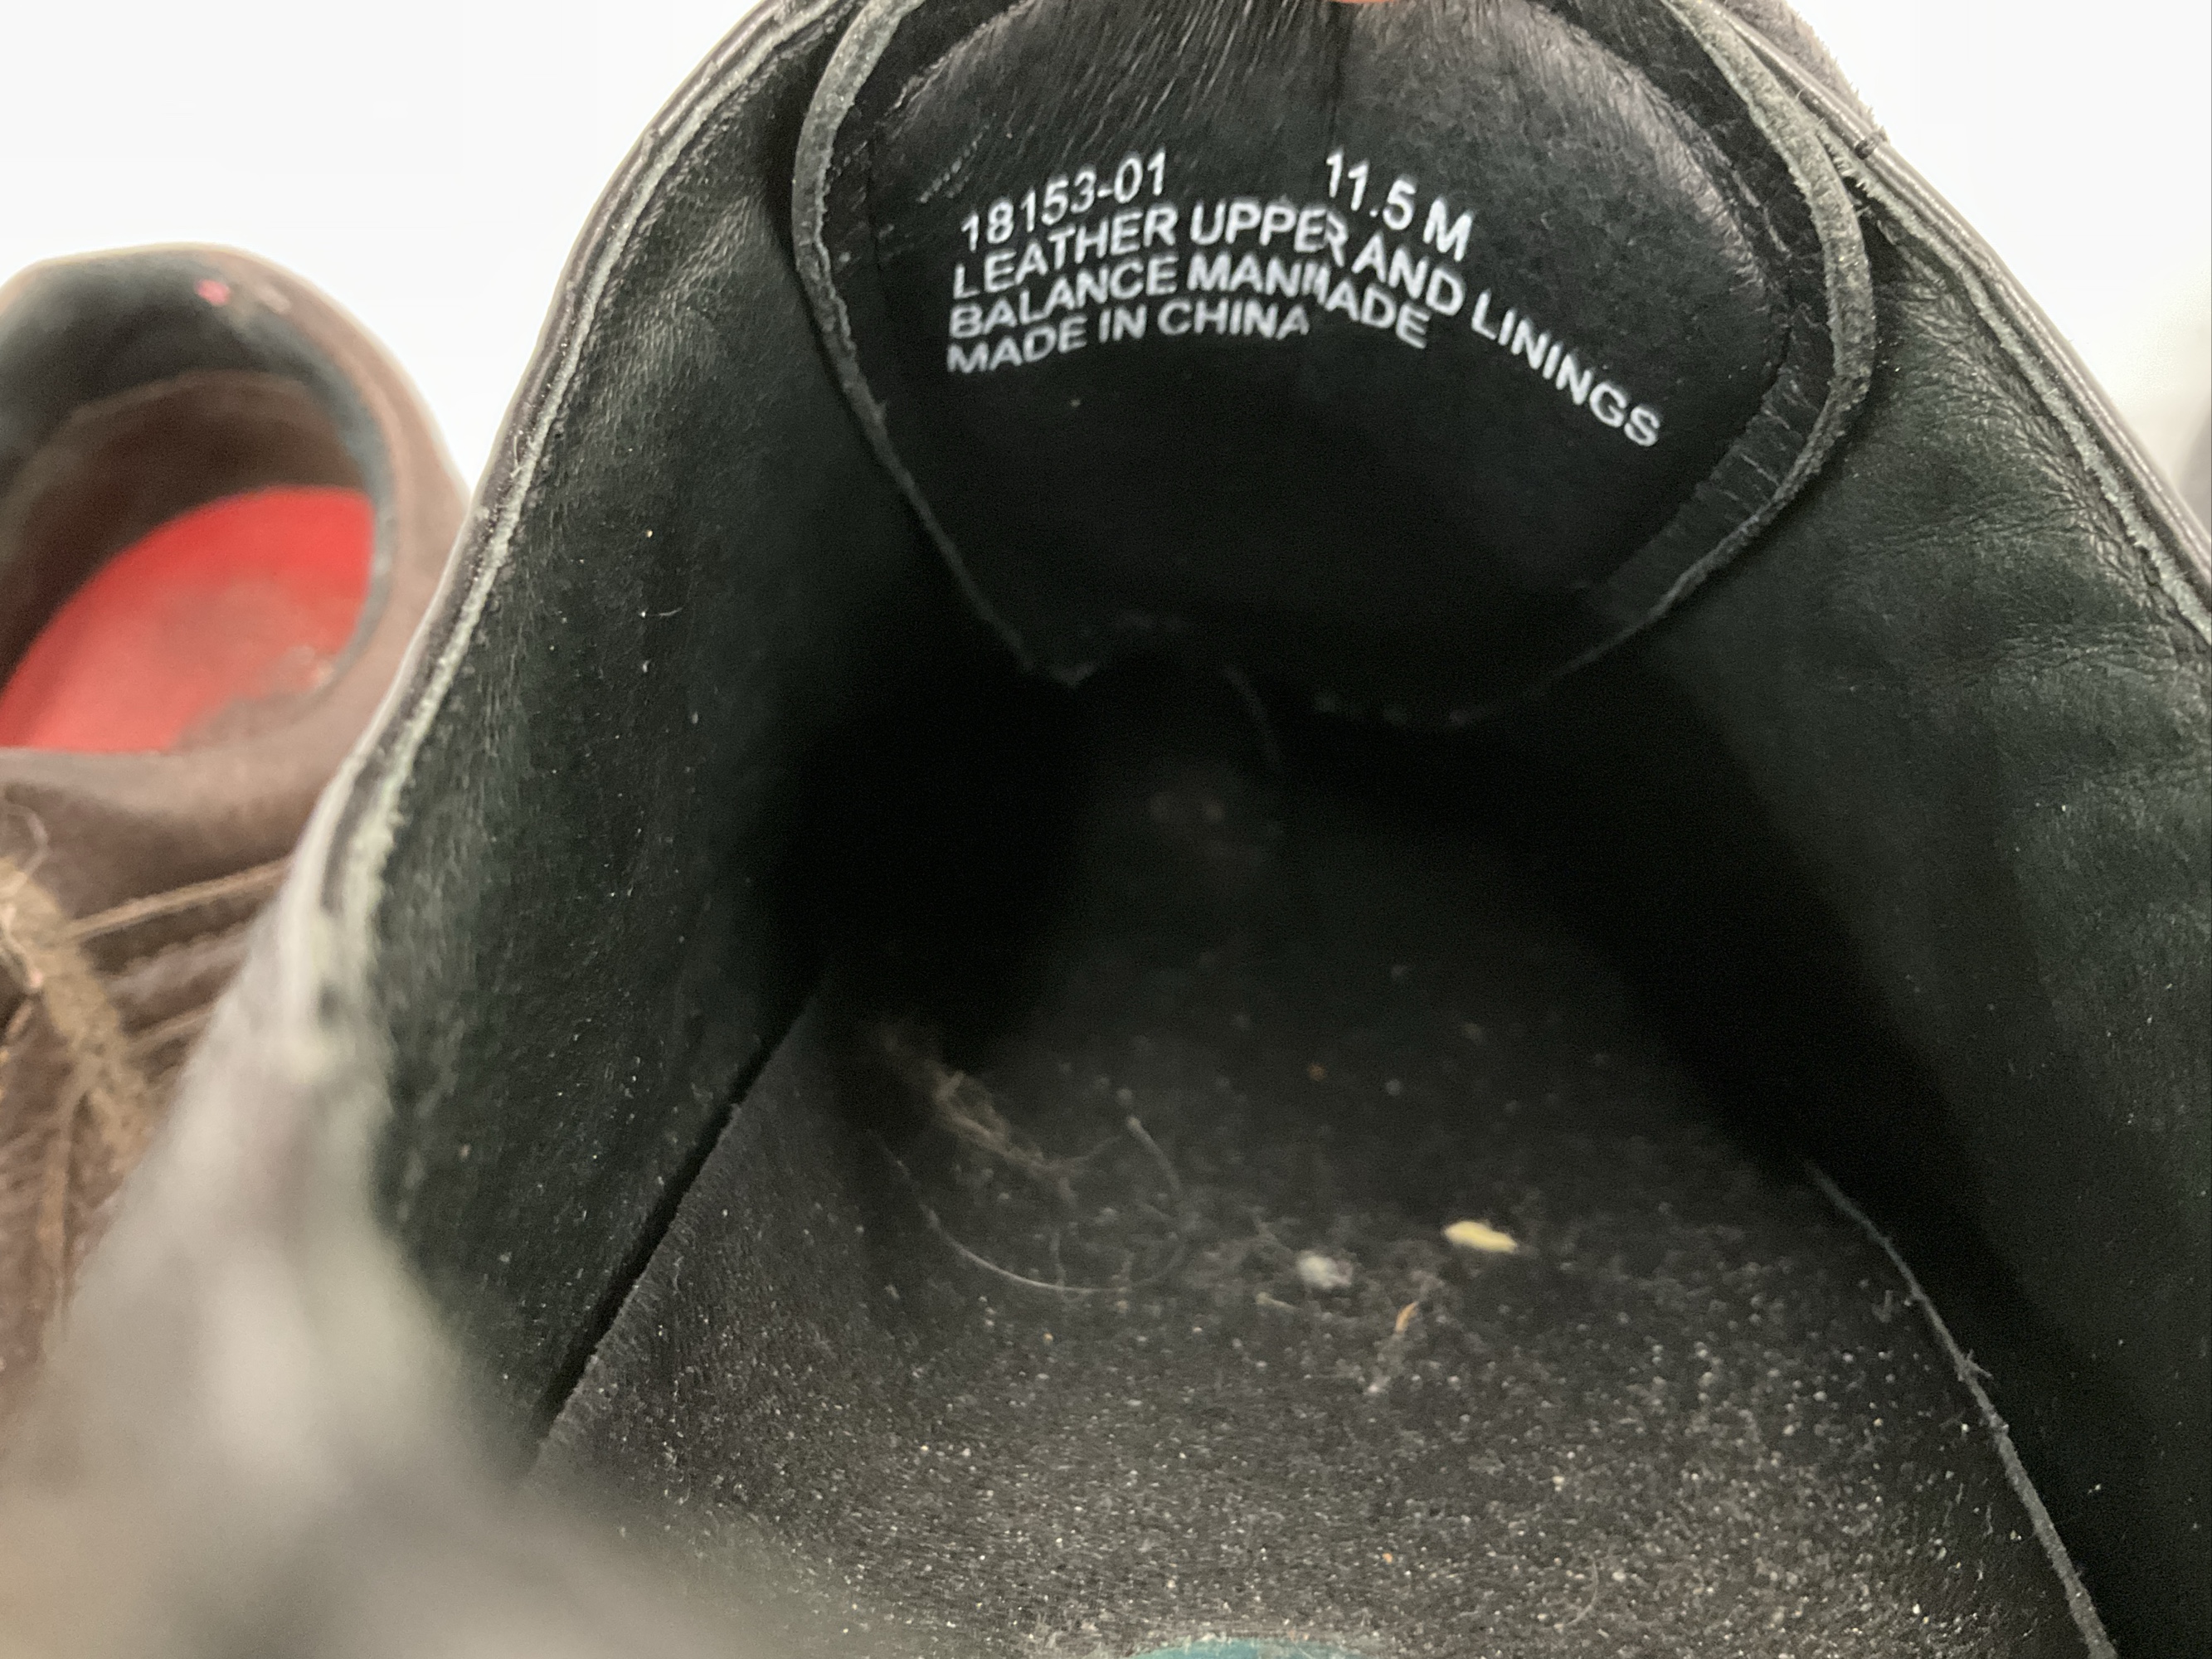 18153-01 11.5 M
LEATHER UPPER AND LININGS
BALANCE MANMADE
MADE IN CHINA